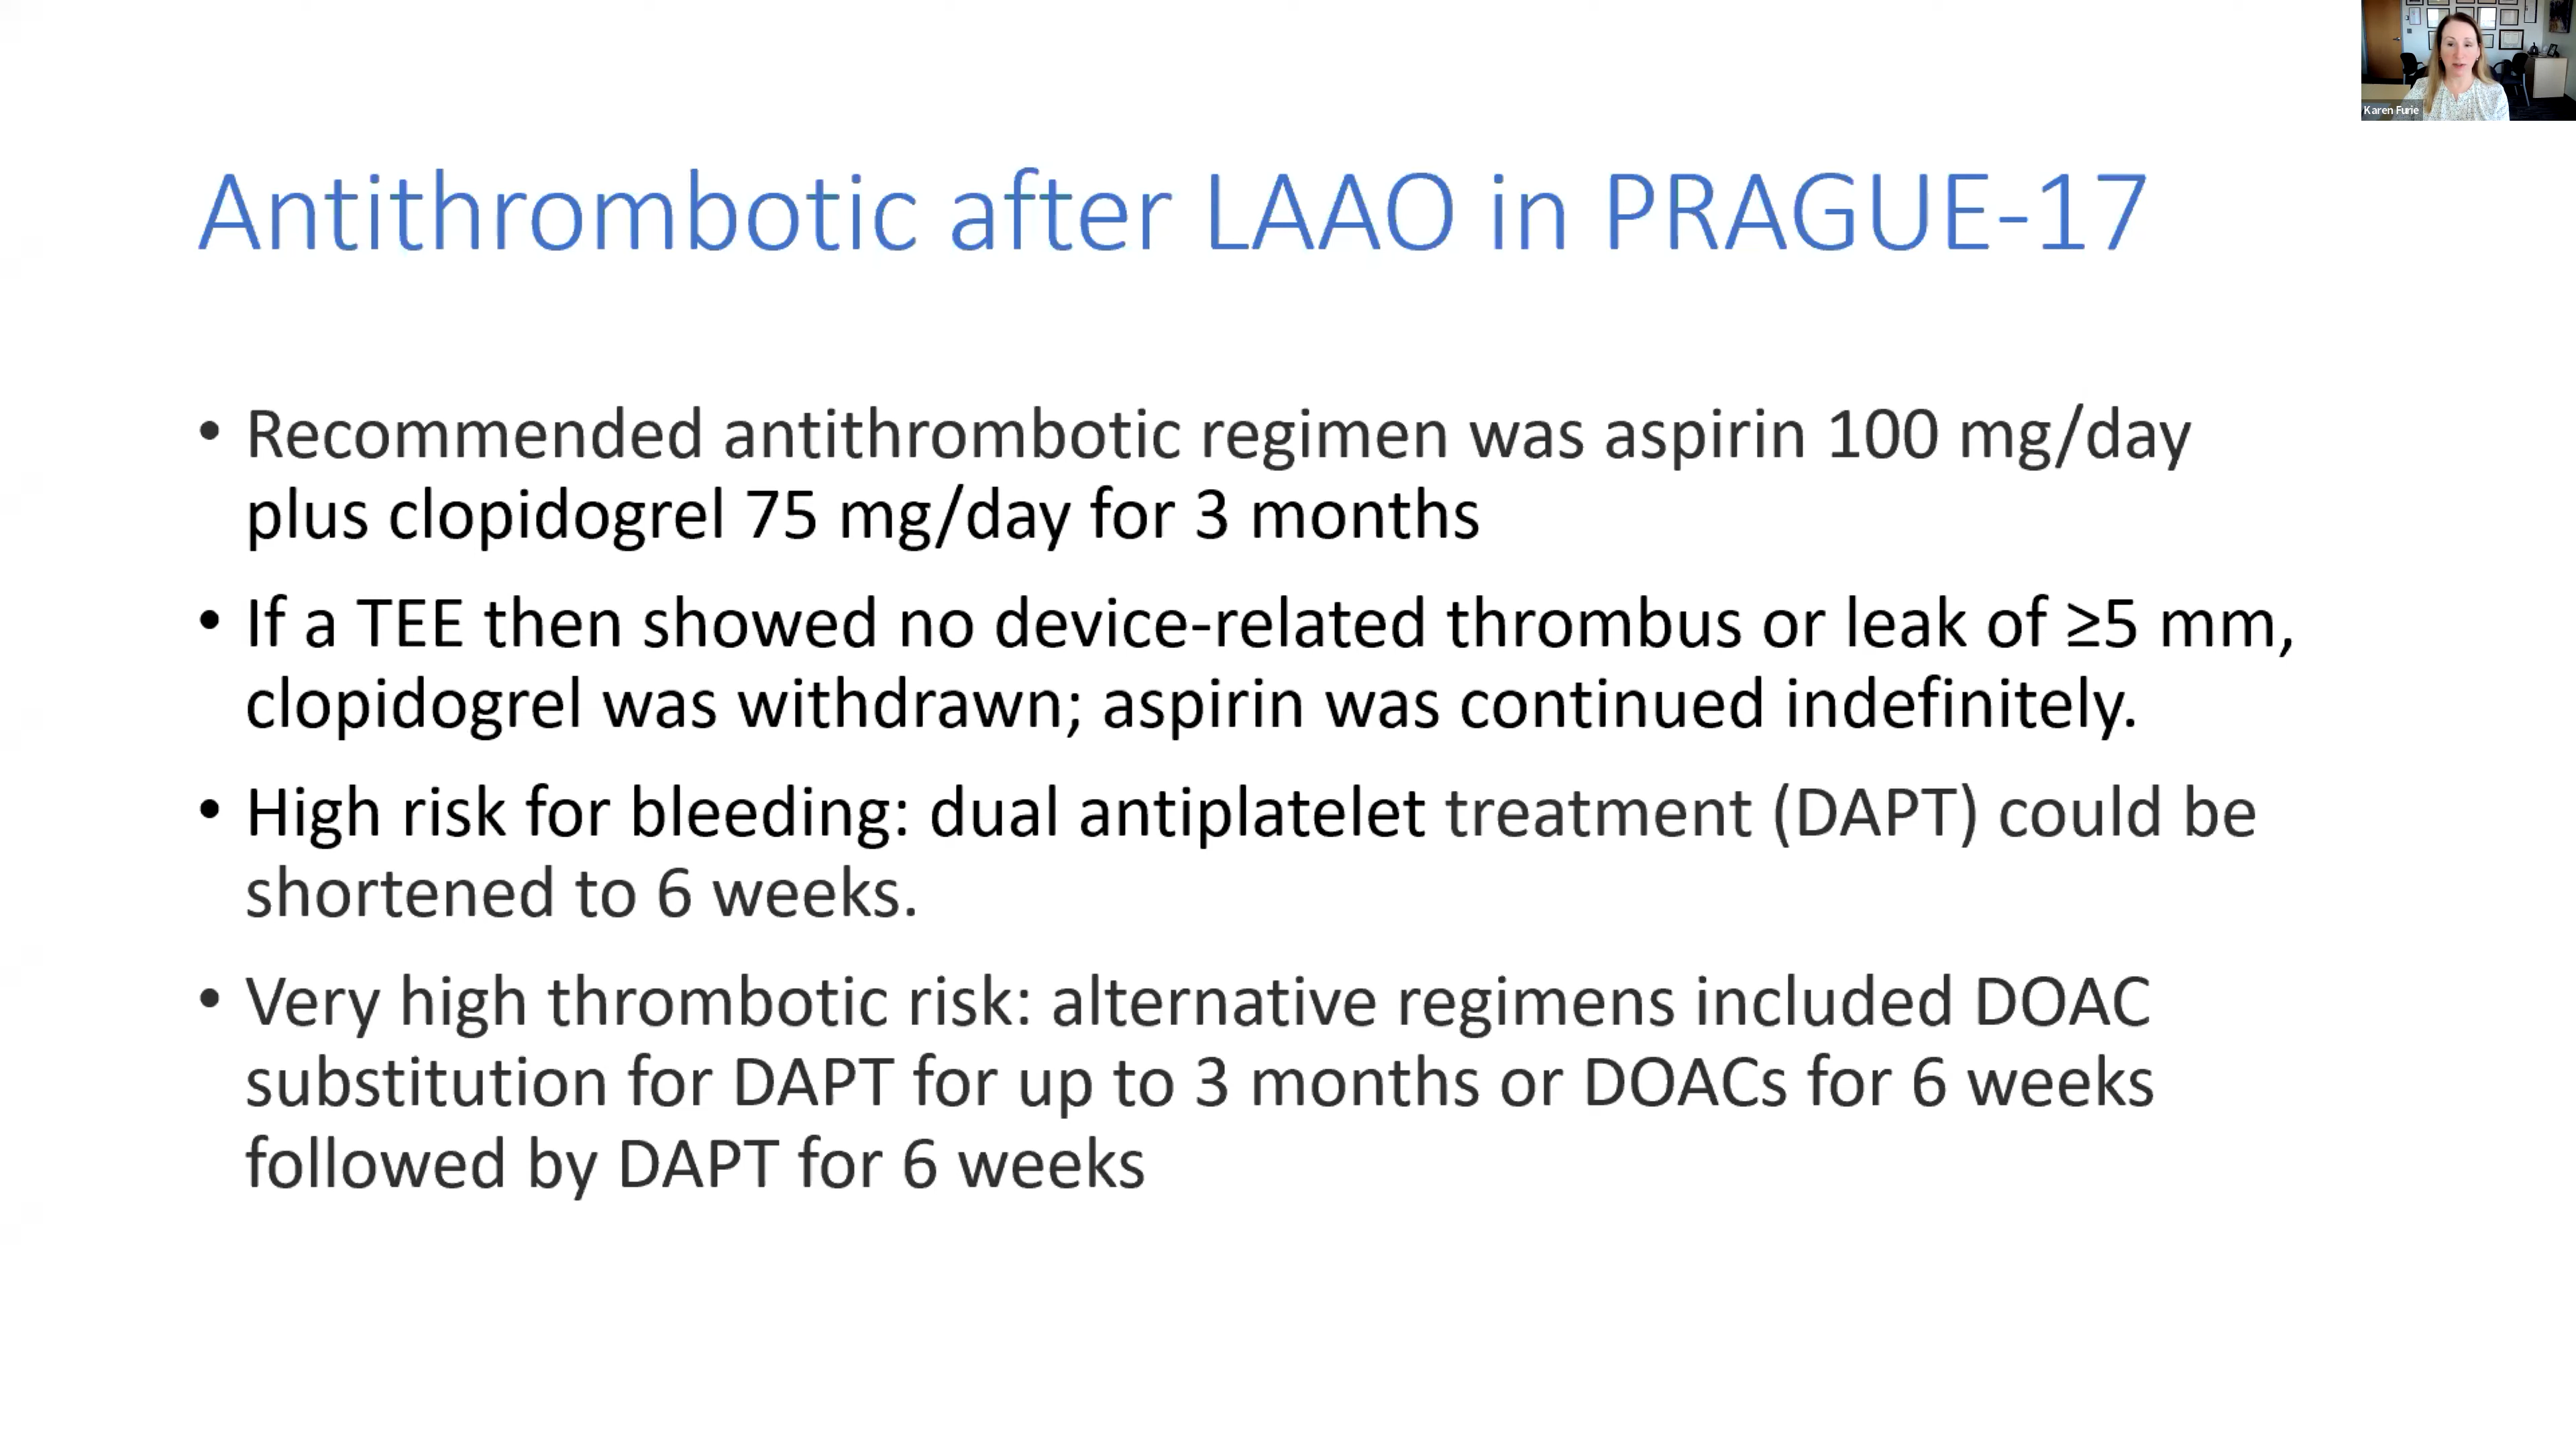 Karen Furie
Antithrombotic after LAAO in PRAGUE-17
• Recommended antithrombotic regimen was aspirin 100 mg/day
plus clopidogrel 75 mg/day for 3 months
• If a TEE then showed no device-related thrombus or leak of ≥5 mm,
clopidogrel was withdrawn; aspirin was continued indefinitely.
• High risk for bleeding: dual antiplatelet treatment (DAPT) could be
shortened to 6 weeks.
• Very high thrombotic risk: alternative regimens included DOAC
substitution for DAPT for up to 3 months or DOACs for 6 weeks
followed by DAPT for 6 weeks